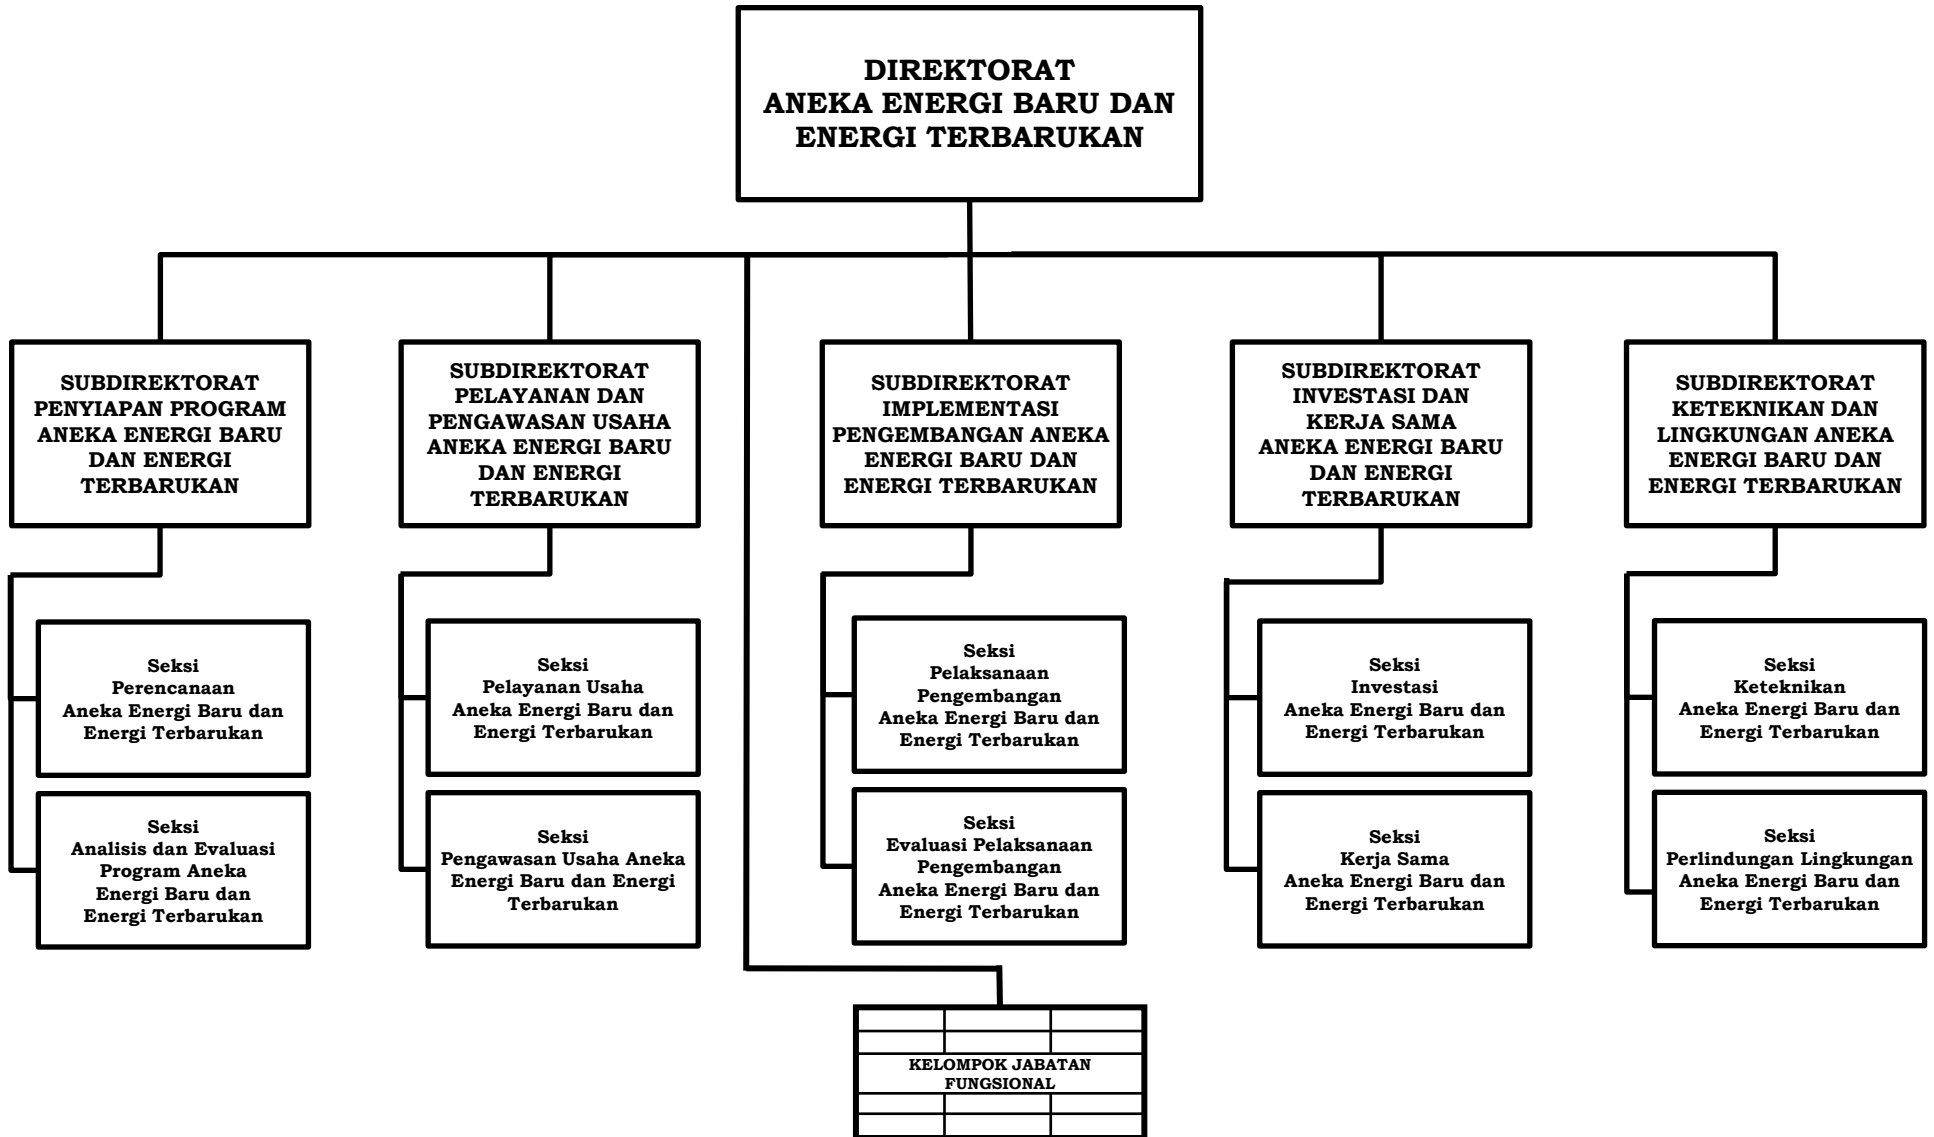 DIREKTORAT
ANEKA ENERGI BARU DAN
ENERGI TERBARUKAN
SUBDIREKTORAT
PENYIAPAN PROGRAM
ANEKA ENERGI BARU
DAN ENERGI
TERBARUKAN
SUBDIREKTORAT
PELAYANAN DAN
PENGAWASAN USAHA
ANEKA ENERGI BARU
DAN ENERGI
TERBARUKAN
SUBDIREKTORAT
IMPLEMENTASI
PENGEMBANGAN ANEKA
ENERGI BARU DAN
ENERGI TERBARUKAN
SUBDIREKTORAT
INVESTASI DAN
KERJA SAMA
ANEKA ENERGI BARU
DAN ENERGI
TERBARUKAN
SUBDIREKTORAT
KETEKNIKAN DAN
LINGKUNGAN ANEKA
ENERGI BARU DAN
ENERGI TERBARUKAN
Seksi
Perencanaan
Aneka Energi Baru dan
Energi Terbarukan
Seksi
Pelayanan Usaha
Aneka Energi Baru dan
Energi Terbarukan
Seksi
Pelaksanaan
Pengembangan
Aneka Energi Baru dan
Energi Terbarukan
Seksi
Investasi
Aneka Energi Baru dan
Energi Terbarukan
Seksi
Keteknikan
Aneka Energi Baru dan
Energi Terbarukan
Seksi
Analisis dan Evaluasi
Program Aneka
Energi Baru dan
Energi Terbarukan
Seksi
Pengawasan Usaha Aneka
Energi Baru dan Energi
Terbarukan
Seksi
Evaluasi Pelaksanaan
Pengembangan
Aneka Energi Baru dan
Energi Terbarukan
Seksi
Kerja Sama
Aneka Energi Baru dan
Energi Terbarukan
Seksi
Perlindungan Lingkungan
Aneka Energi Baru dan
Energi Terbarukan
KELOMPOK JABATAN
FUNGSIONAL